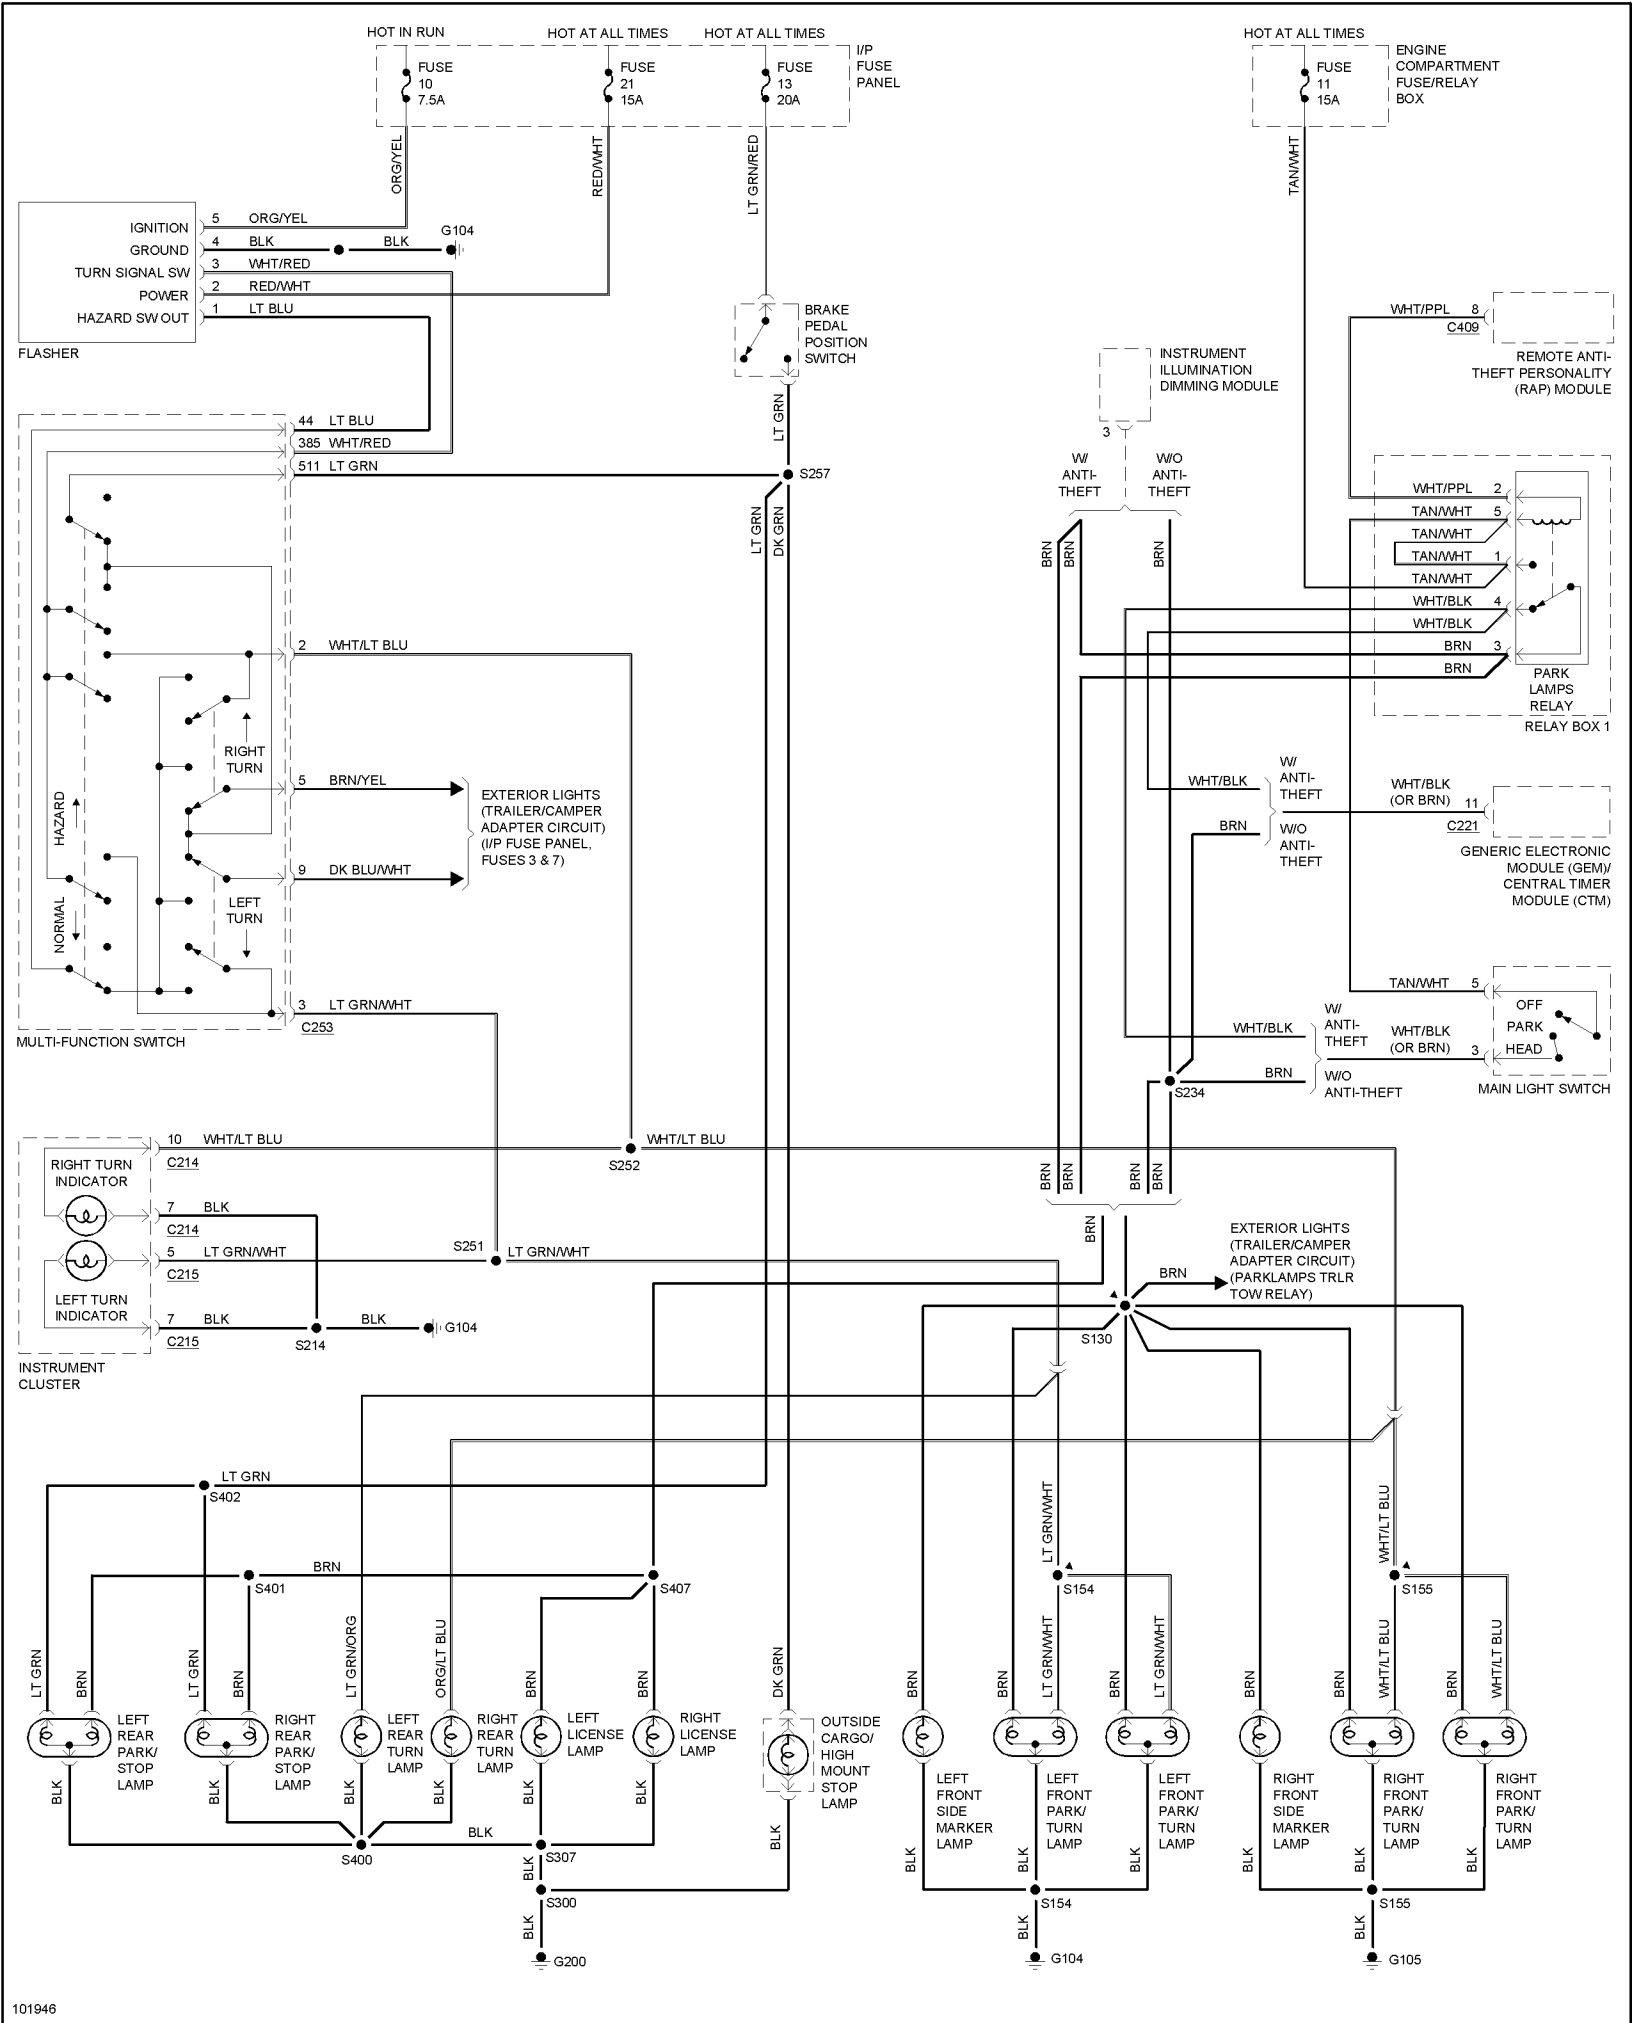 HOT IN RUN
HOT AT ALL TIMES
HOT AT ALL TIMES
HOT AT ALL TIMES
FUSE
10
7.5A
FUSE
21
15A
FUSE
13
20A
I/P
FUSE
PANEL
FUSE
11
15A
ENGINE
COMPARTMENT
FUSE/RELAY
BOX
ORG/YEL
RED/WHT
LT GRN/RED
TAN/WHT
IGNITION
5
ORG/YEL
GROUND
4
BLK
BLK
G104
TURN SIGNAL SW
3
WHT/RED
POWER
2
RED/WHT
HAZARD SW OUT
1
LT BLU
FLASHER
BRAKE
PEDAL
POSITION
SWITCH
LT GRN
INSTRUMENT
ILLUMINATION
DIMMING MODULE
3
W/
ANTI-
THEFT
W/O
ANTI-
THEFT
BRN
BRN
BRN
WHT/PPL
8
C409
REMOTE ANTI-
THEFT PERSONALITY
(RAP) MODULE
WHT/PPL
2
TAN/WHT
5
TAN/WHT
TAN/WHT
1
TAN/WHT
WHT/BLK
4
WHT/BLK
BRN
3
BRN
PARK
LAMPS
RELAY
RELAY BOX 1
44
LT BLU
385
WHT/RED
511
LT GRN
S257
LT GRN
DK GRN
2
WHT/LT BLU
RIGHT
TURN
5
BRN/YEL
9
DK BLU/WHT
EXTERIOR LIGHTS
(TRAILER/CAMPER
ADAPTER CIRCUIT)
(I/P FUSE PANEL,
FUSES 3 & 7)
HAZARD
NORMAL
LEFT
TURN
3
LT GRN/WHT
C253
MULTI-FUNCTION SWITCH
WHT/BLK
W/
ANTI-
THEFT
BRN
W/O
ANTI-
THEFT
WHT/BLK
(OR BRN)
11
C221
GENERIC ELECTRONIC
MODULE (GEM)/
CENTRAL TIMER
MODULE (CTM)
TAN/WHT
5
OFF
PARK
HEAD
WHT/BLK
W/
ANTI-
THEFT
WHT/BLK
(OR BRN)
3
BRN
W/O
ANTI-THEFT
MAIN LIGHT SWITCH
S234
10
WHT/LT BLU
C214
S252
WHT/LT BLU
RIGHT TURN
INDICATOR
7
BLK
C214
5
LT GRN/WHT
C215
LEFT TURN
INDICATOR
7
BLK
C215
S214
BLK
G104
INSTRUMENT
CLUSTER
S251
LT GRN/WHT
BRN
BRN
BRN
BRN
BRN
EXTERIOR LIGHTS
(TRAILER/CAMPER
ADAPTER CIRCUIT)
(PARKLAMPS TRLR
TOW RELAY)
BRN
S130
LT GRN
S402
BRN
S401
S407
LT GRN/WHT
S154
WHT/LT BLU
S155
LT GRN
BRN
LT GRN
BRN
LT GRN/ORG
ORG/LT BLU
BRN
BRN
DK GRN
BRN
BRN
LT GRN/WHT
BRN
LT GRN/WHT
BRN
BRN
WHT/LT BLU
BRN
WHT/LT BLU
LEFT
REAR
PARK/
STOP
LAMP
RIGHT
REAR
PARK/
STOP
LAMP
LEFT
REAR
TURN
LAMP
RIGHT
REAR
TURN
LAMP
LEFT
LICENSE
LAMP
RIGHT
LICENSE
LAMP
OUTSIDE
CARGO/
HIGH
MOUNT
STOP
LAMP
LEFT
FRONT
SIDE
MARKER
LAMP
LEFT
FRONT
PARK/
TURN
LAMP
LEFT
FRONT
PARK/
TURN
LAMP
RIGHT
FRONT
SIDE
MARKER
LAMP
RIGHT
FRONT
PARK/
TURN
LAMP
RIGHT
FRONT
PARK/
TURN
LAMP
BLK
BLK
BLK
BLK
BLK
BLK
BLK
BLK
BLK
BLK
BLK
BLK
BLK
S400
BLK
S307
BLK
S300
BLK
G200
S154
BLK
G104
S155
BLK
G105
101946